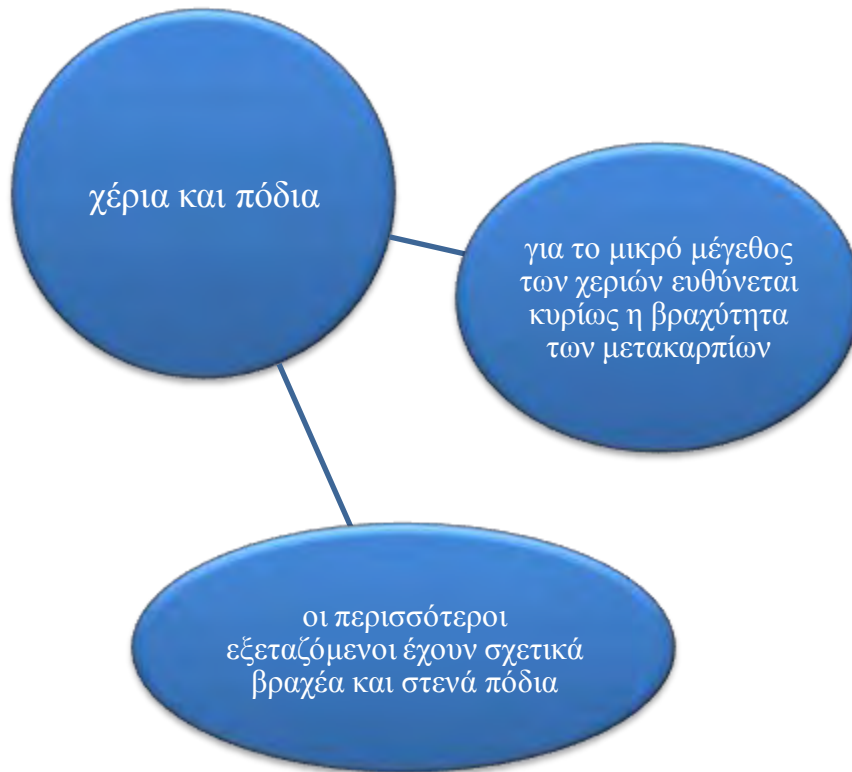 χέρια και πόδια
για το μικρό μέγεθος
των χεριών ευθύνεται
κυρίως η βραχύτητα
των μετακαρπίων
οι περισσότεροι
εξεταζόμενοι έχουν σχετικά
βραχέα και στενά πόδια